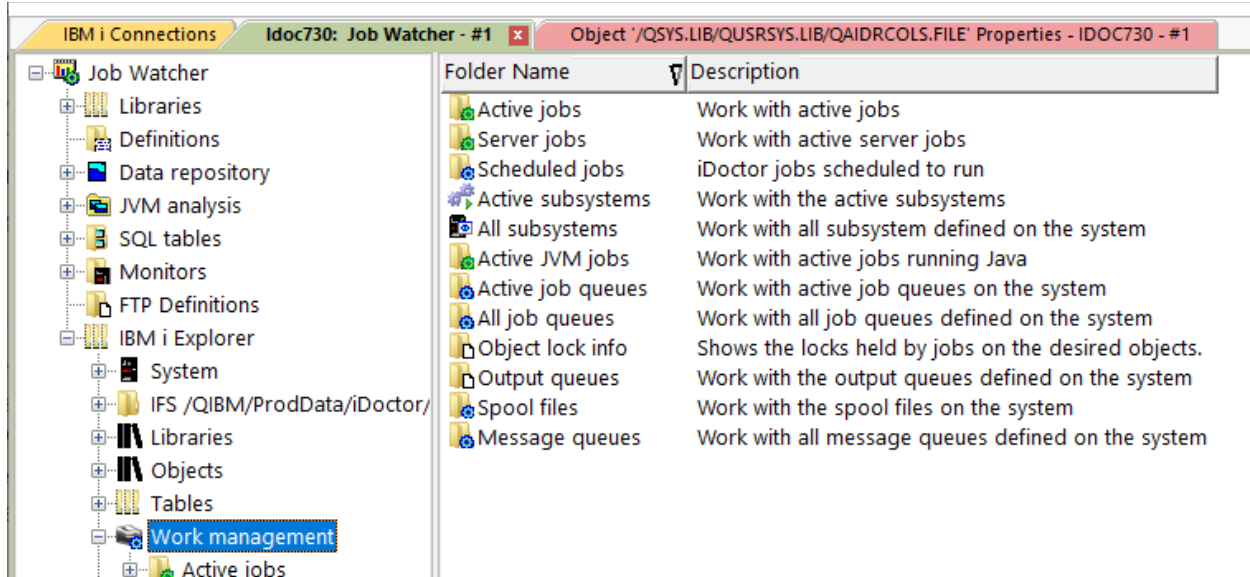 IBM i Connections
Idoc730: Job Watcher - #1
Object '/QSYS.LIB/QUSRSYS.LIB/QAIDRCOLS.FILE' Properties - IDOC730 - #1
Job Watcher
Libraries
Definitions
Data repository
JVM analysis
SQL tables
Monitors
FTP Definitions
IBM i Explorer
System
IFS /QIBM/ProdData/iDoctor/
Libraries
Objects
Tables
Work management
Active jobs
Folder Name Description
Active jobs Work with active jobs
Server jobs Work with active server jobs
Scheduled jobs iDoctor jobs scheduled to run
Active subsystems Work with the active subsystems
All subsystems Work with all subsystem defined on the system
Active JVM jobs Work with active jobs running Java
Active job queues Work with active job queues on the system
All job queues Work with all job queues defined on the system
Object lock info Shows the locks held by jobs on the desired objects.
Output queues Work with the output queues defined on the system
Spool files Work with the spool files on the system
Message queues Work with all message queues defined on the system